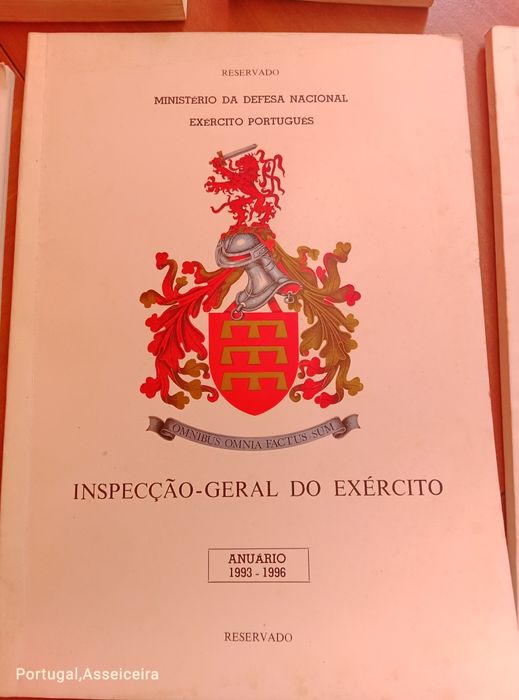 RESERVADO
MINISTÉRIO DA DEFESA NACIONAL
EXÉRCITO PORTUGUÊS
OMNIBUS OMNIA FACTUS SUM
INSPECÇÃO-GERAL DO EXÉRCITO
ANUÁRIO
1993 - 1996
RESERVADO
Portugal,Asseiceira